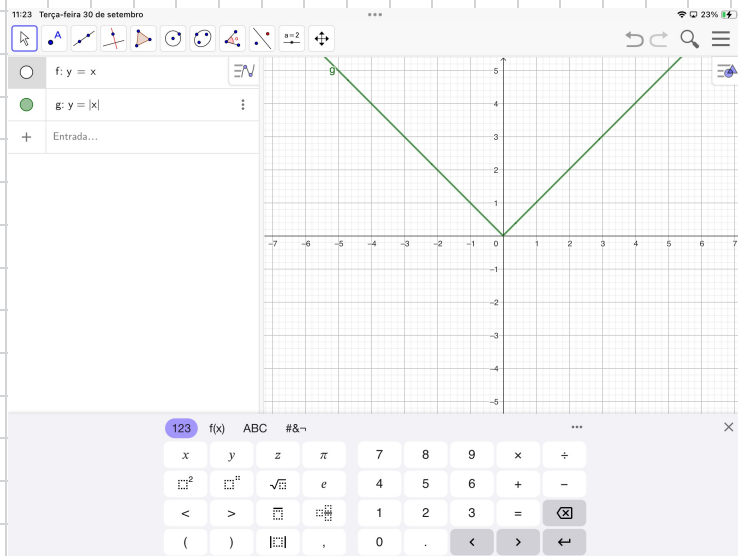 11:23 Terça-feira 30 de setembro
23%
A
a=2
f: y = x
g: y = |x|
+ Entrada…
g
5
4
3
2
1
−7 −6 −5 −4 −3 −2 −1 0 1 2 3 4 5 6 7
−1
−2
−3
−4
−5
123 f(x) ABC #&¬
x y z π 7 8 9 × ÷
2 e 4 5 6 + −
< > 1 2 3 =
( ) , 0 . < >